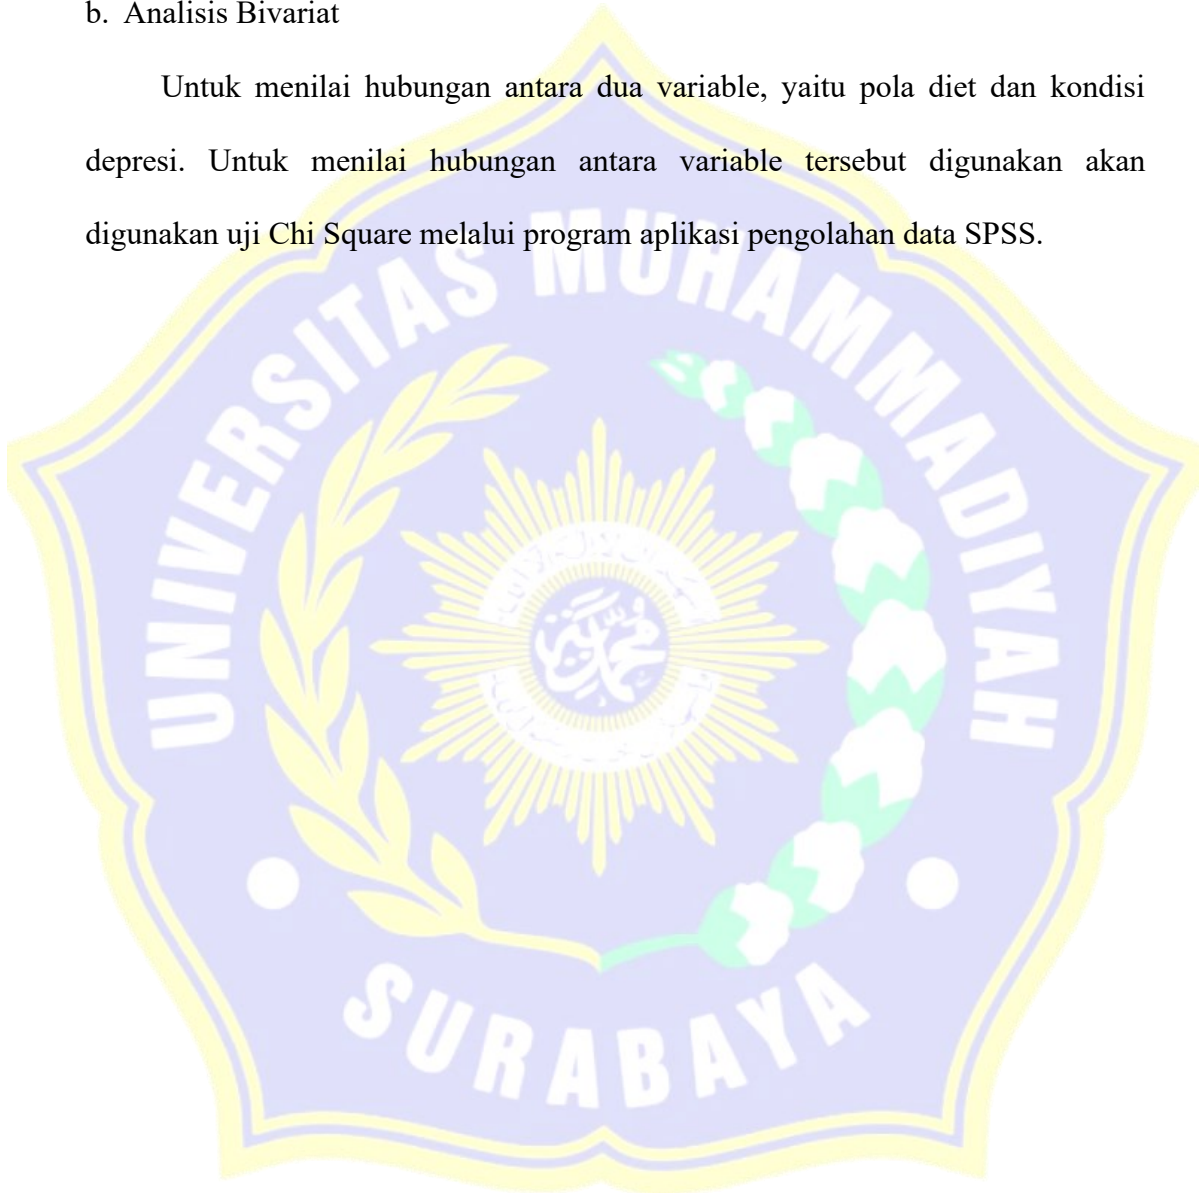 b. Analisis Bivariat
Untuk menilai hubungan antara dua variable, yaitu pola diet dan kondisi
depresi. Untuk menilai hubungan antara variable tersebut digunakan akan
digunakan uji Chi Square melalui program aplikasi pengolahan data SPSS.
UNIVERSITAS MUHAMMADIYAH
محمد
SURABAYA